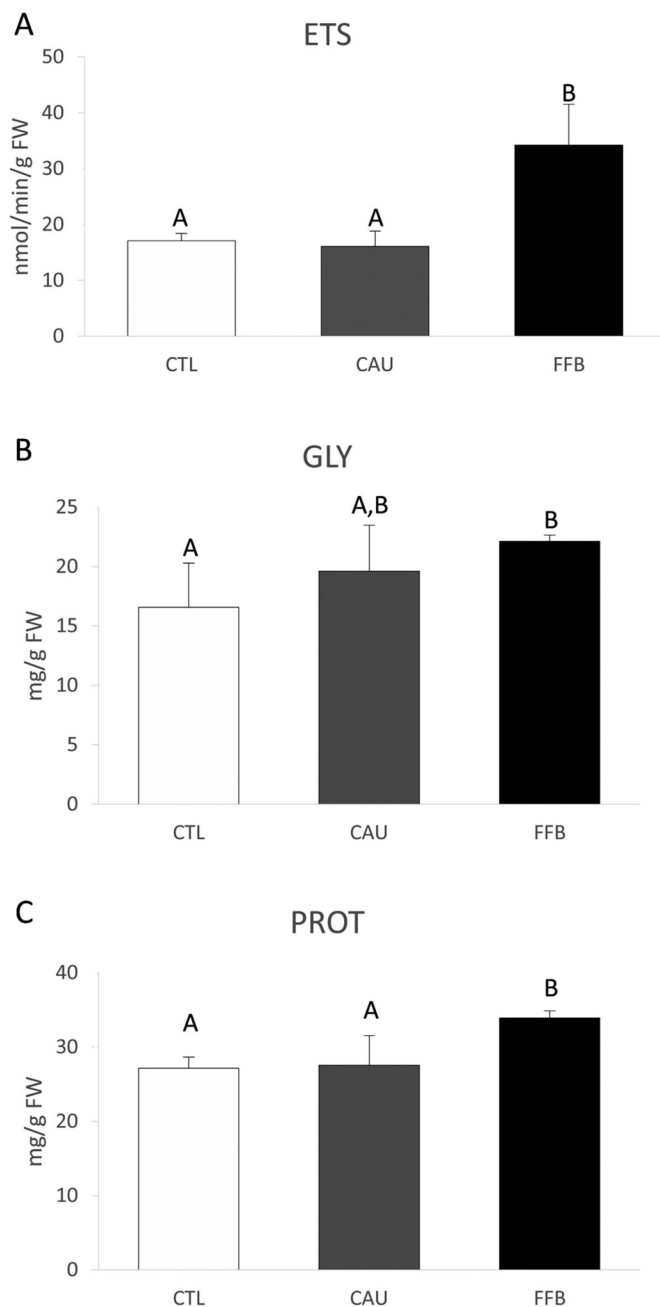 A
ETS
50
40
30
20
10
0
nmol/min/g FW
A
A
B
CTL CAU FFB
B
GLY
25
20
15
10
5
0
mg/g FW
A
A,B
B
CTL CAU FFB
C
PROT
40
30
20
10
0
mg/g FW
A
A
B
CTL CAU FFB